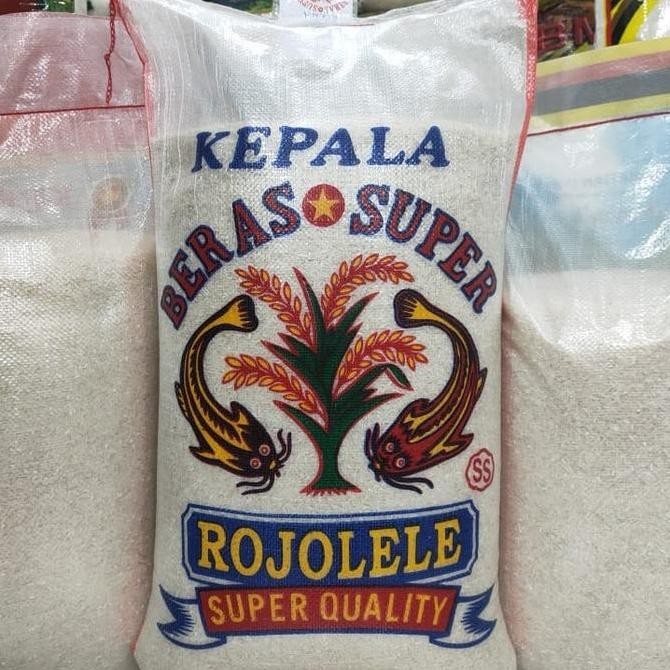 KEPALA
BERAS SUPER
SS
ROJOLELE
SUPER QUALITY